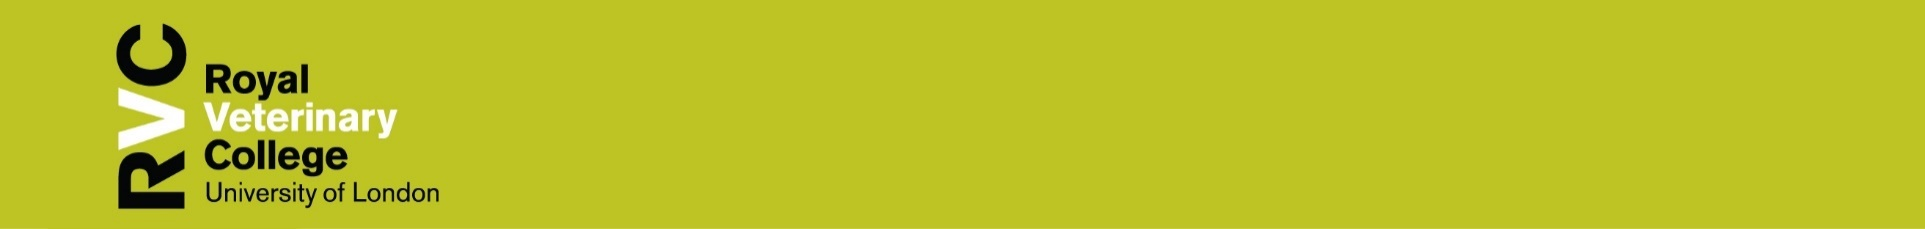 RVC
Royal
Veterinary
College
University of London